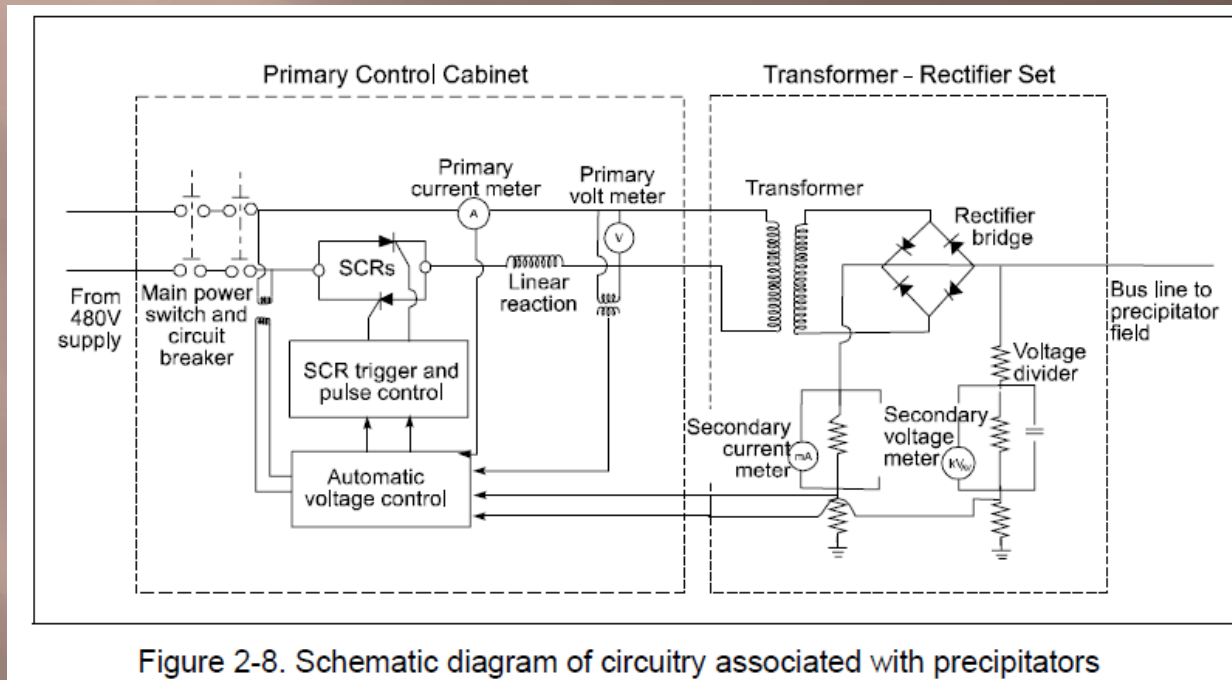 Primary Control Cabinet
Transformer – Rectifier Set
Primary
current meter
A
Primary
volt meter
V
Transformer
Rectifier
bridge
SCRs
Linear
reaction
From
480V
supply
Main power
switch and
circuit
breaker
SCR trigger and
pulse control
Automatic
voltage control
Bus line to
precipitator
field
Voltage
divider
Secondary
current
meter
mA
Secondary
voltage
meter
Figure 2-8. Schematic diagram of circuitry associated with precipitators